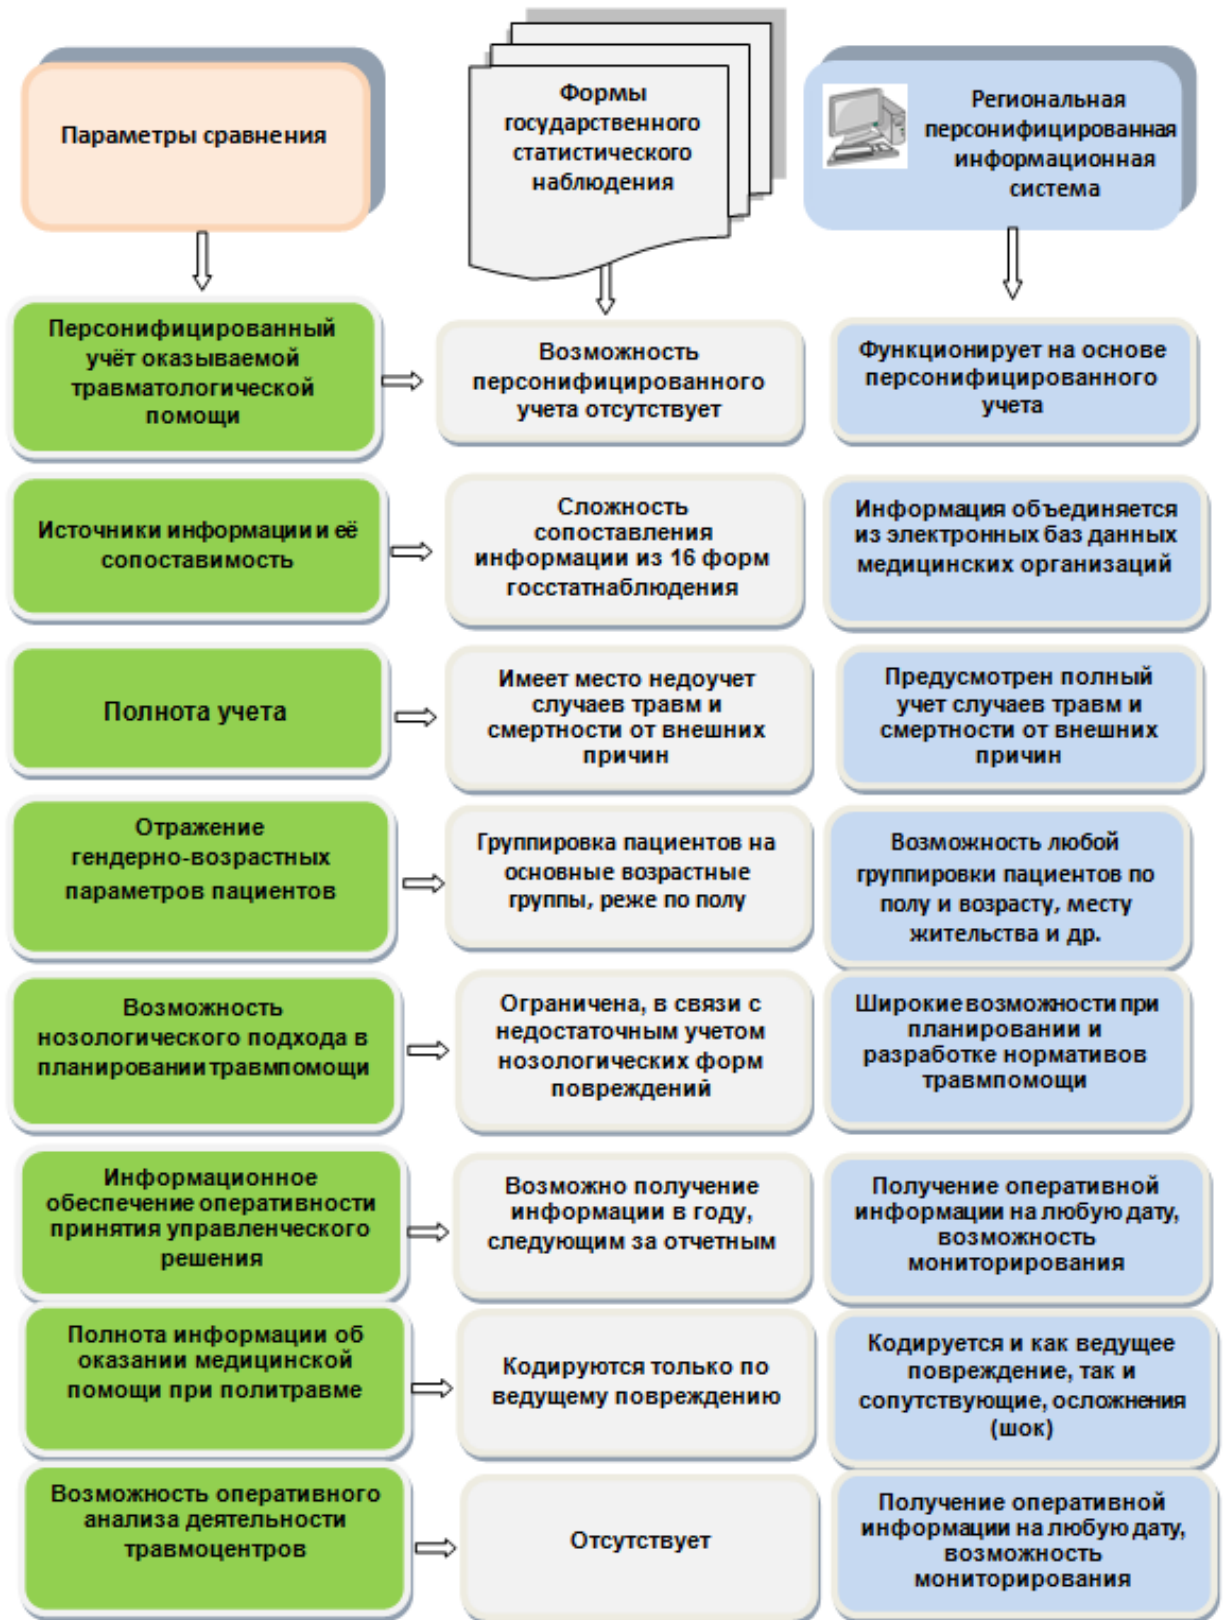 Параметры сравнения
Формы
государственного
статистического
наблюдения
Региональная
персонифицированная
информационная
система
Персонифицированный
учёт оказываемой
травматологической
помощи
Возможность
персонифицированного
учета отсутствует
Функционирует на основе
персонифицированного
учета
Источники информации и её
сопоставимость
Сложность
сопоставления
информации из 16 форм
госстатнаблюдения
Информация объединяется
из электронных баз данных
медицинских организаций
Полнота учета
Имеет место недоучет
случаев травм и
смертности от внешних
причин
Предусмотрен полный
учет случаев травм и
смертности от внешних
причин
Отражение
гендерно-возрастных
параметров пациентов
Группировка пациентов на
основные возрастные
группы, реже по полу
Возможность любой
группировки пациентов по
полу и возрасту, месту
жительства и др.
Возможность
нозологического подхода в
планировании травмпомощи
Ограничена, в связи с
недостаточным учетом
нозологических форм
повреждений
Широкие возможности при
планировании и
разработке нормативов
травмпомощи
Информационное
обеспечение оперативности
принятия управленческого
решения
Возможно получение
информации в году,
следующим за отчетным
Получение оперативной
информации на любую дату,
возможность
мониторирования
Полнота информации об
оказании медицинской
помощи при политравме
Кодируются только по
ведущему повреждению
Кодируется и как ведущее
повреждение, так и
сопутствующие, осложнения
(шок)
Возможность оперативного
анализа деятельности
травмоцентров
Отсутствует
Получение оперативной
информации на любую дату,
возможность
мониторирования